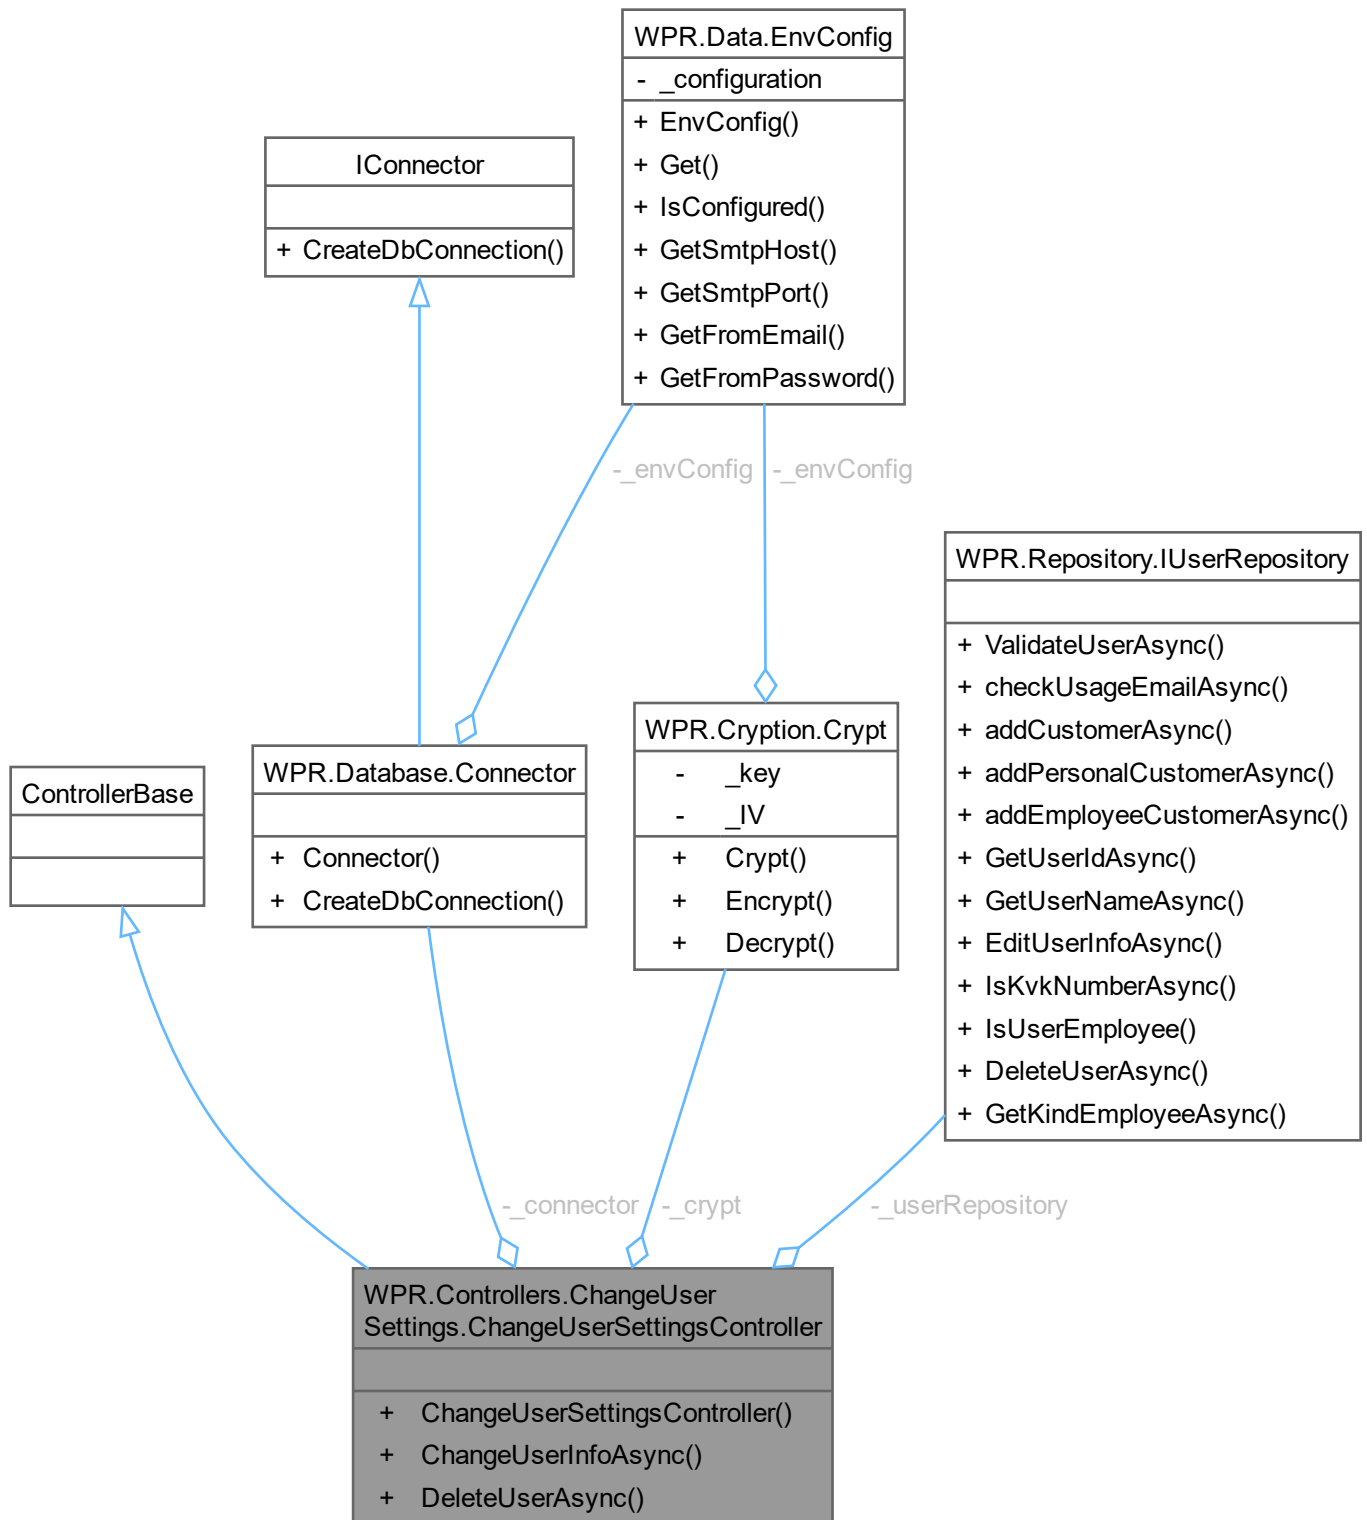 WPR.Data.EnvConfig
- _configuration
+ EnvConfig()
+ Get()
+ IsConfigured()
+ GetSmtpHost()
+ GetSmtpPort()
+ GetFromEmail()
+ GetFromPassword()
IConnector
+ CreateDbConnection()
-_envConfig
-_envConfig
WPR.Repository.IUserRepository
+ ValidateUserAsync()
+ checkUsageEmailAsync()
+ addCustomerAsync()
+ addPersonalCustomerAsync()
+ addEmployeeCustomerAsync()
+ GetUserIdAsync()
+ GetUserNameAsync()
+ EditUserInfoAsync()
+ IsKvkNumberAsync()
+ IsUserEmployee()
+ DeleteUserAsync()
+ GetKindEmployeeAsync()
WPR.Cryption.Crypt
- _key
- _IV
+ Crypt()
+ Encrypt()
+ Decrypt()
WPR.Database.Connector
+ Connector()
+ CreateDbConnection()
ControllerBase
-_connector
-_crypt
-_userRepository
WPR.Controllers.ChangeUser
Settings.ChangeUserSettingsController
+ ChangeUserSettingsController()
+ ChangeUserInfoAsync()
+ DeleteUserAsync()